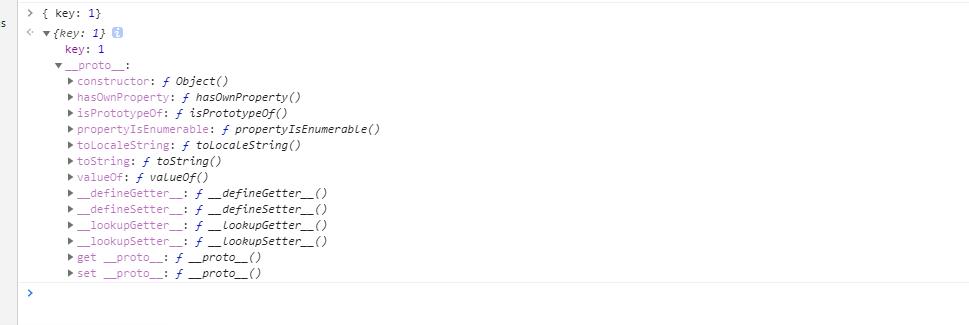 s
> { key: 1}
<· ▼{key: 1} i
key: 1
▼__proto__:
▶constructor: ƒ Object()
▶hasOwnProperty: ƒ hasOwnProperty()
▶isPrototypeOf: ƒ isPrototypeOf()
▶propertyIsEnumerable: ƒ propertyIsEnumerable()
▶toLocaleString: ƒ toLocaleString()
▶toString: ƒ toString()
▶valueOf: ƒ valueOf()
▶__defineGetter__: ƒ __defineGetter__()
▶__defineSetter__: ƒ __defineSetter__()
▶__lookupGetter__: ƒ __lookupGetter__()
▶__lookupSetter__: ƒ __lookupSetter__()
▶get __proto__: ƒ __proto__()
▶set __proto__: ƒ __proto__()
>